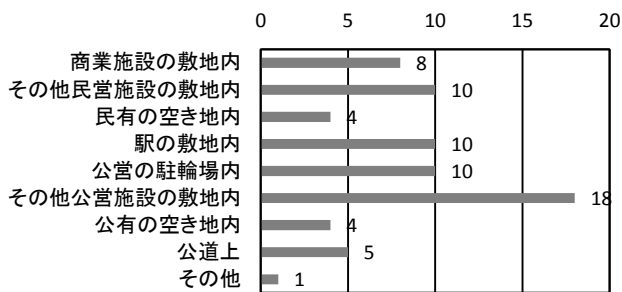 0 5 10 15 20
商業施設の敷地内 8
その他民営施設の敷地内 10
民有の空き地内 4
駅の敷地内 10
公営の駐輪場内 10
その他公営施設の敷地内 18
公有の空き地内 4
公道上 5
その他 1